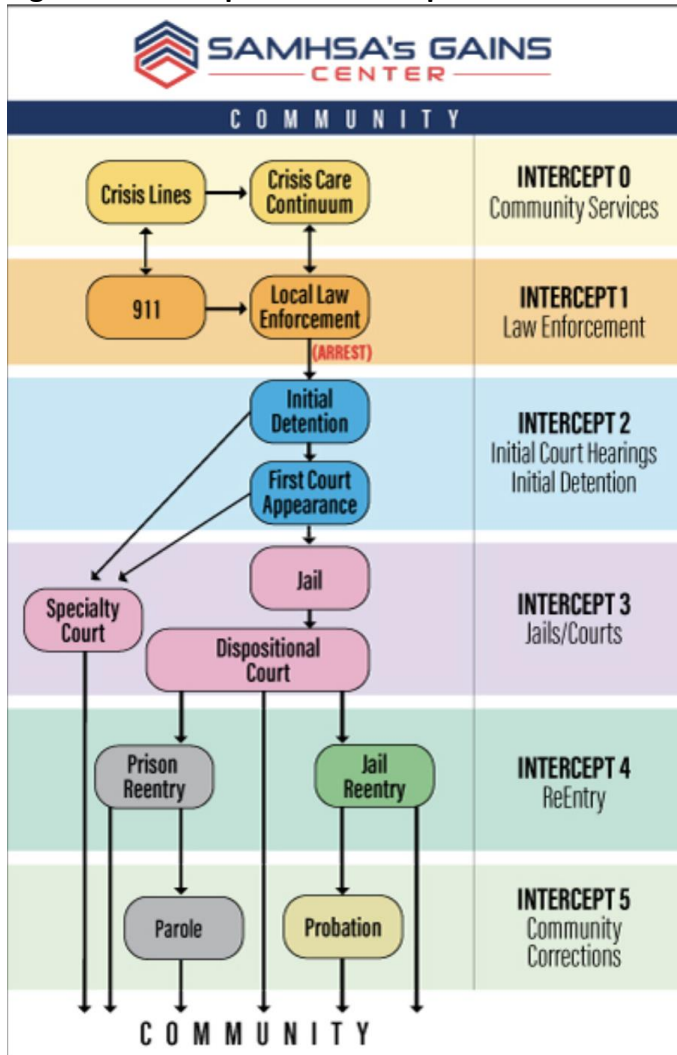 SAMHSA's GAINS
CENTER
COMMUNITY
Crisis Lines
Crisis Care
Continuum
INTERCEPT 0
Community Services
911
Local Law
Enforcement
INTERCEPT 1
Law Enforcement
(ARREST)
Initial
Detention
First Court
Appearance
INTERCEPT 2
Initial Court Hearings
Initial Detention
Jail
Specialty
Court
Dispositional
Court
INTERCEPT 3
Jails/Courts
Prison
Reentry
Jail
Reentry
INTERCEPT 4
ReEntry
Parole
Probation
INTERCEPT 5
Community
Corrections
COMMUNITY